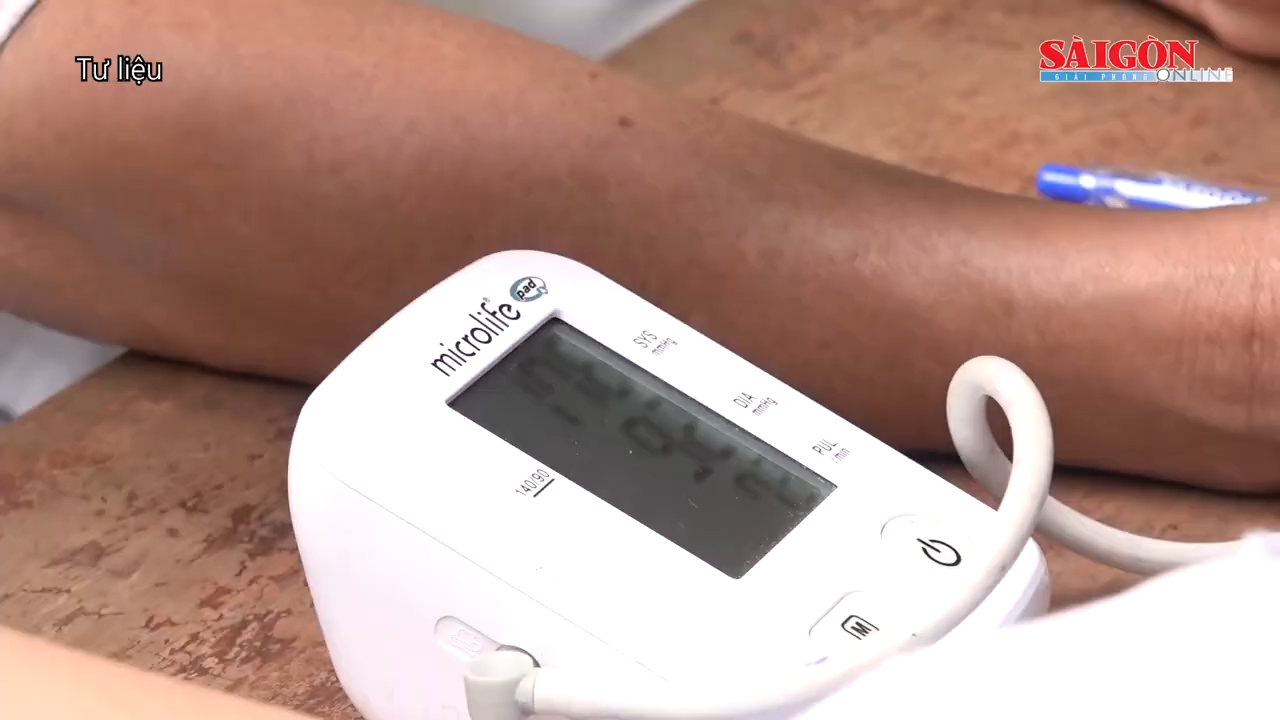 Tư liệu
SÀIGÒN
GIẢI PHÓNG ONLINE
microlife® pad
SYS
mmHg
DIA
mmHg
PUL.
/min
140/90
M